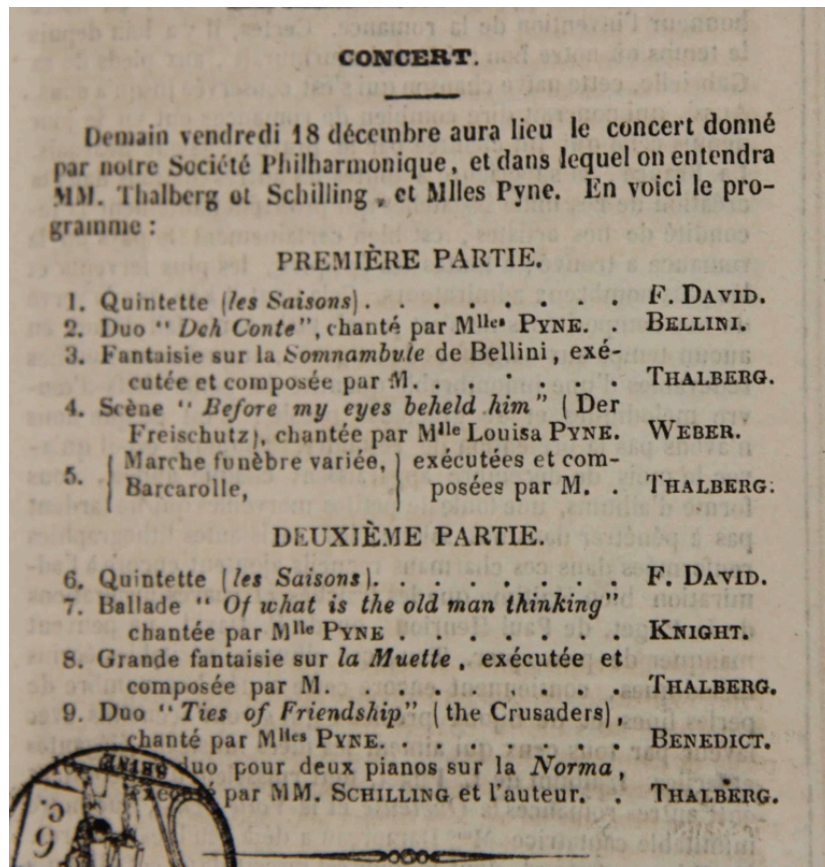 CONCERT.
Demain vendredi 18 décembre aura lieu le concert donné
par notre Société Philharmonique, et dans lequel on entendra
MM. Thalberg et Schilling, et Mlles Pyne. En voici le pro-
gramme :
PREMIÈRE PARTIE.
1. Quintette (les Saisons). . . . . . . . F. DAVID.
2. Duo “ Deh Conte”, chanté par Mlles PYNE. . BELLINI.
3. Fantaisie sur la Somnambule de Bellini, exé-
cutée et composée par M. . . . . . . THALBERG.
4. Scène “ Before my eyes beheld him” (Der
Freischutz), chantée par Mlle Louisa PYNE. WEBER.
5. Marche funèbre variée, exécutées et com-
Barcarolle, posées par M. . THALBERG.
DEUXIÈME PARTIE.
6. Quintette (les Saisons). . . . . . . . F. DAVID.
7. Ballade “ Of what is the old man thinking”
chantée par Mlle PYNE . . . . . . . KNIGHT.
8. Grande fantaisie sur la Muette, exécutée et
composée par M. . . . . . . . . THALBERG.
9. Duo “Ties of Friendship” (the Crusaders),
chanté par Mlles PYNE. . . . . . . . BENEDICT.
duo pour deux pianos sur la Norma,
par MM. SCHILLING et l'auteur. . THALBERG.